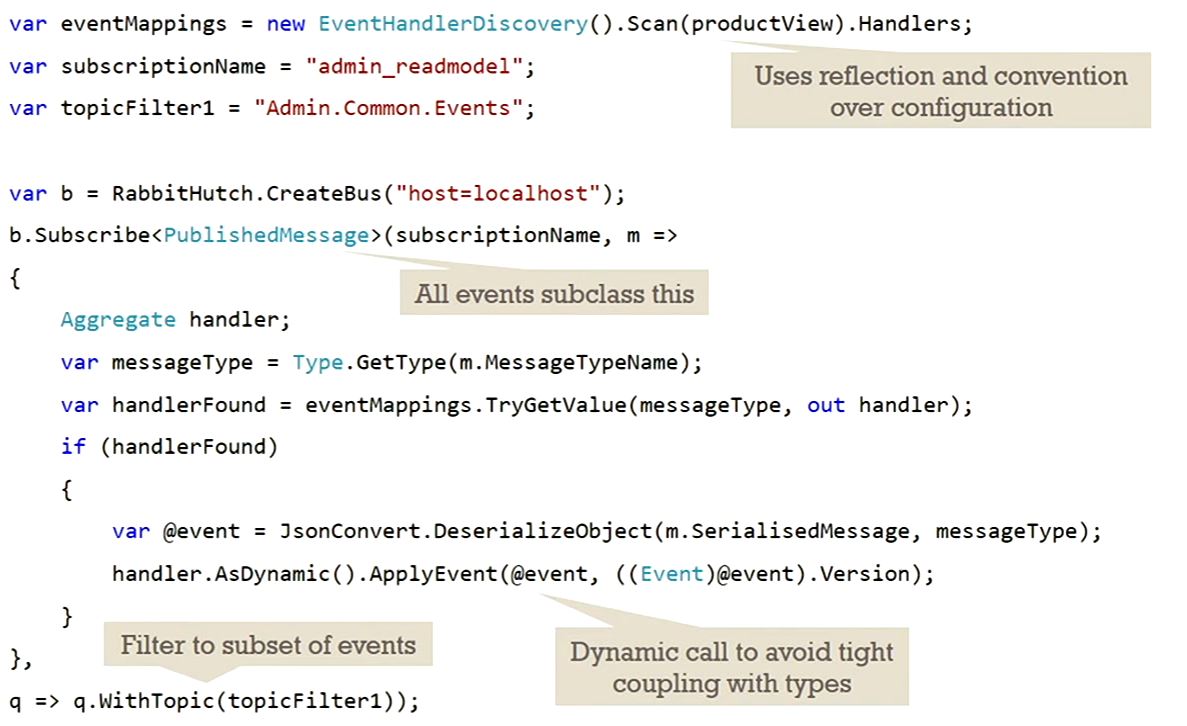 var eventMappings = new EventHandlerDiscovery().Scan(productView).Handlers;
var subscriptionName = "admin_readmodel";
Uses reflection and convention
over configuration
var topicFilter1 = "Admin.Common.Events";
var b = RabbitHutch.CreateBus("host=localhost");
b.Subscribe<PublishedMessage>(subscriptionName, m =>
{
All events subclass this
Aggregate handler;
var messageType = Type.GetType(m.MessageTypeName);
var handlerFound = eventMappings.TryGetValue(messageType, out handler);
if (handlerFound)
{
var @event = JsonConvert.DeserializeObject(m.SerialisedMessage, messageType);
handler.AsDynamic().ApplyEvent(@event, ((Event)@event).Version);
}
Filter to subset of events
Dynamic call to avoid tight
coupling with types
},
q => q.WithTopic(topicFilter1));